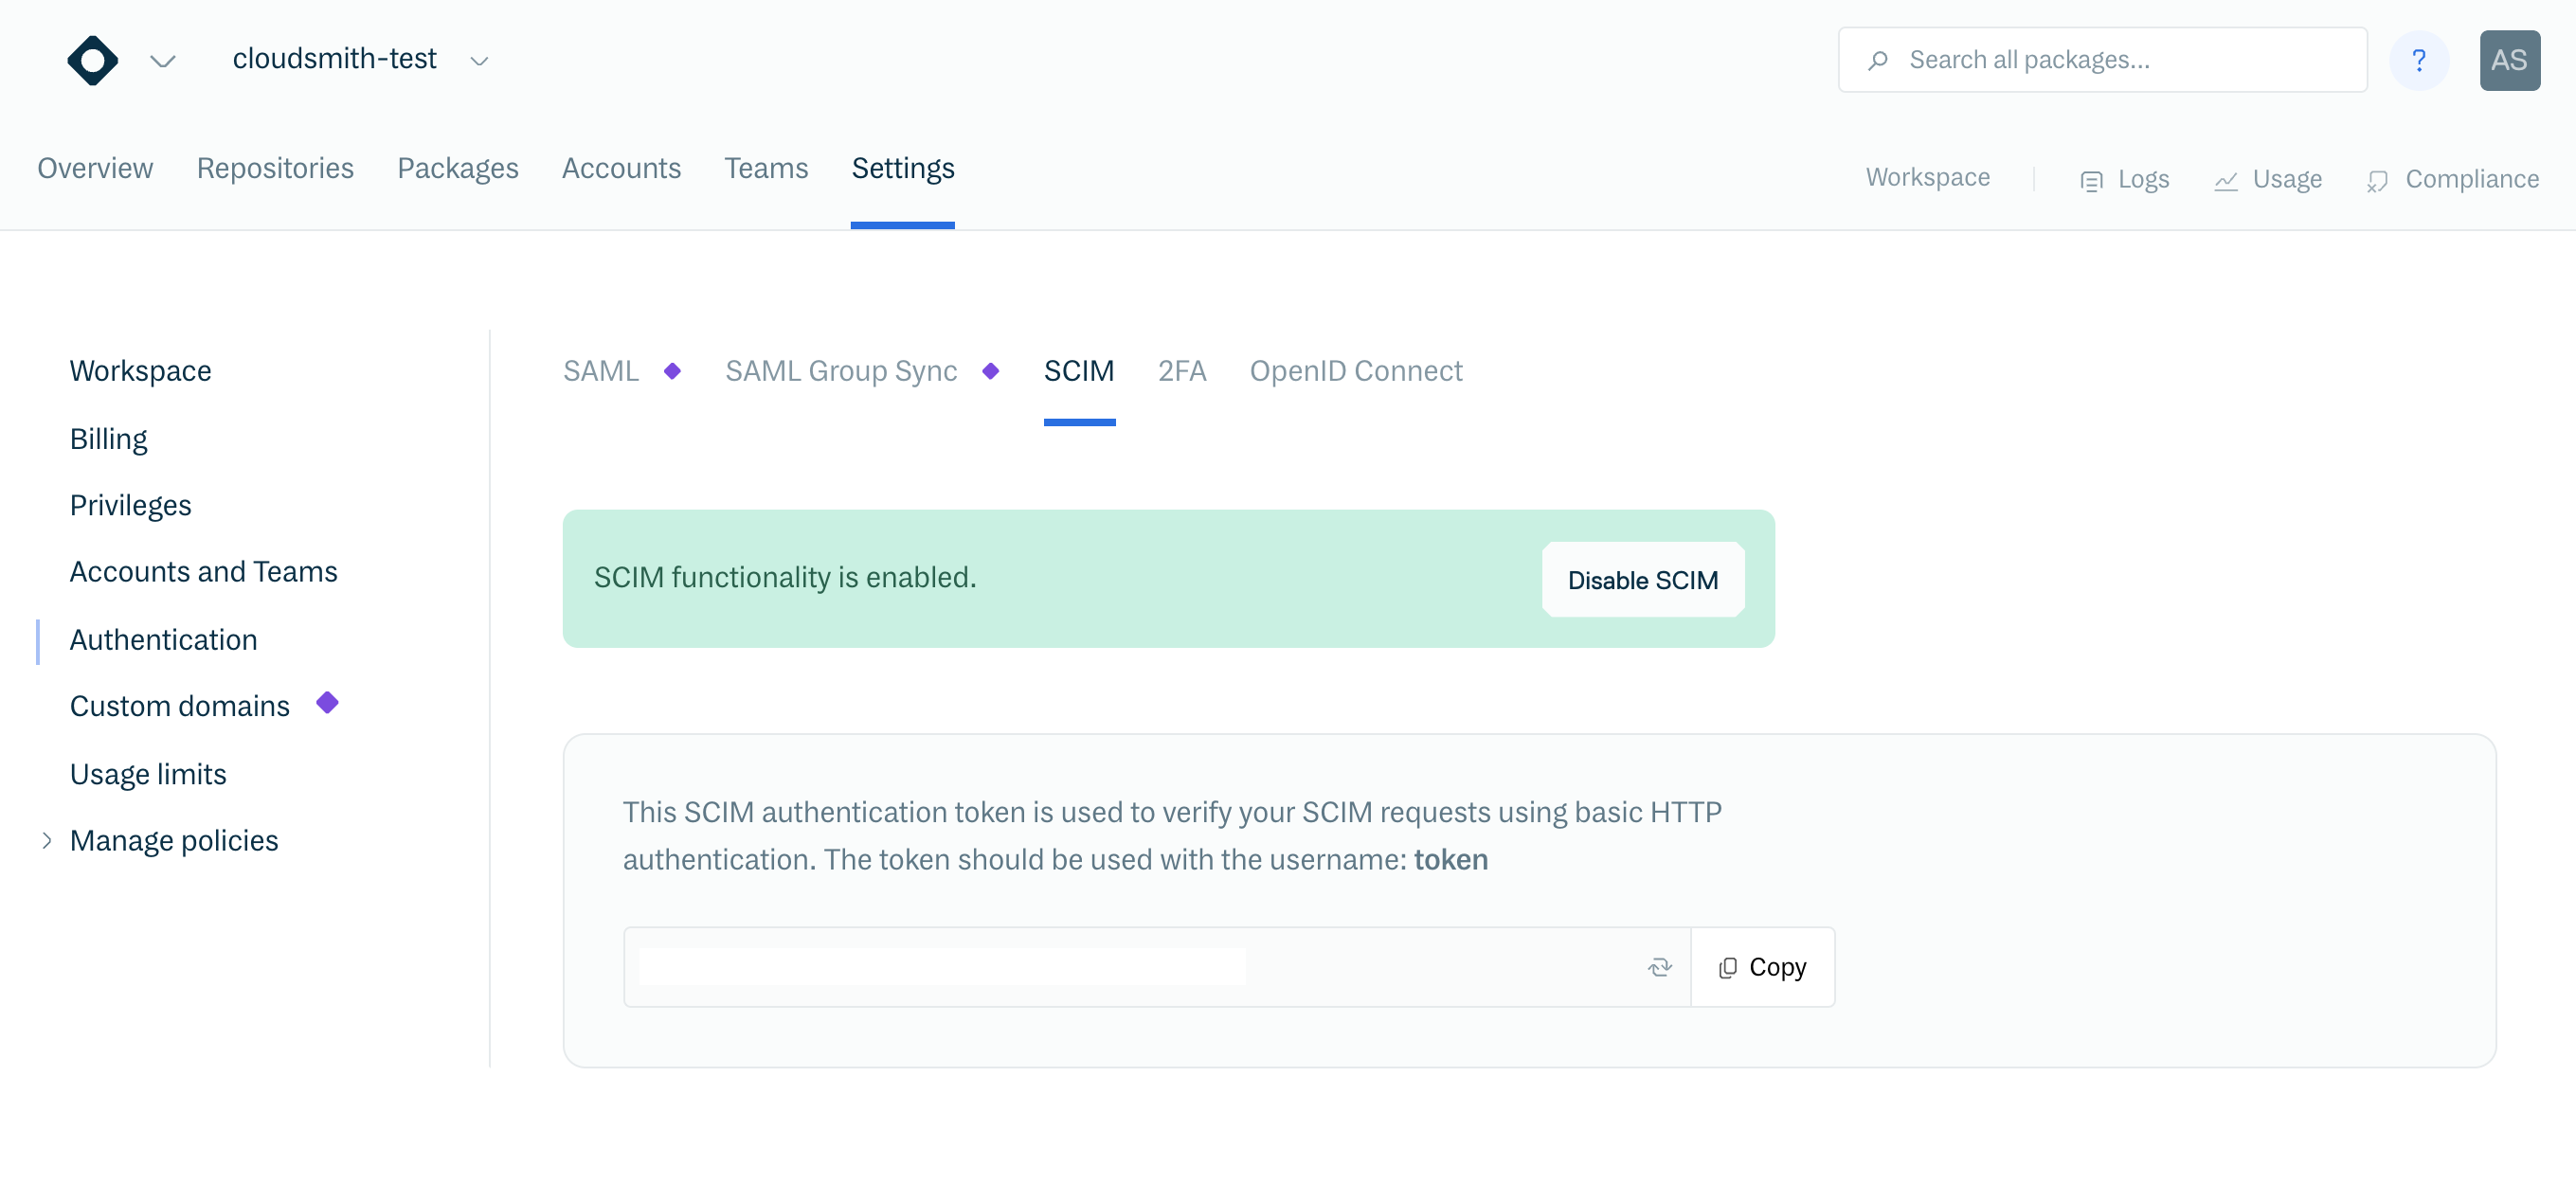 cloudsmith-test
Search all packages...
?
AS
Overview
Repositories
Packages
Accounts
Teams
Settings
Workspace
Logs
Usage
Compliance
Workspace
Billing
Privileges
Accounts and Teams
Authentication
Custom domains
Usage limits
Manage policies
SAML
SAML Group Sync
SCIM
2FA
OpenID Connect
SCIM functionality is enabled.
Disable SCIM
This SCIM authentication token is used to verify your SCIM requests using basic HTTP
authentication. The token should be used with the username: token
Copy